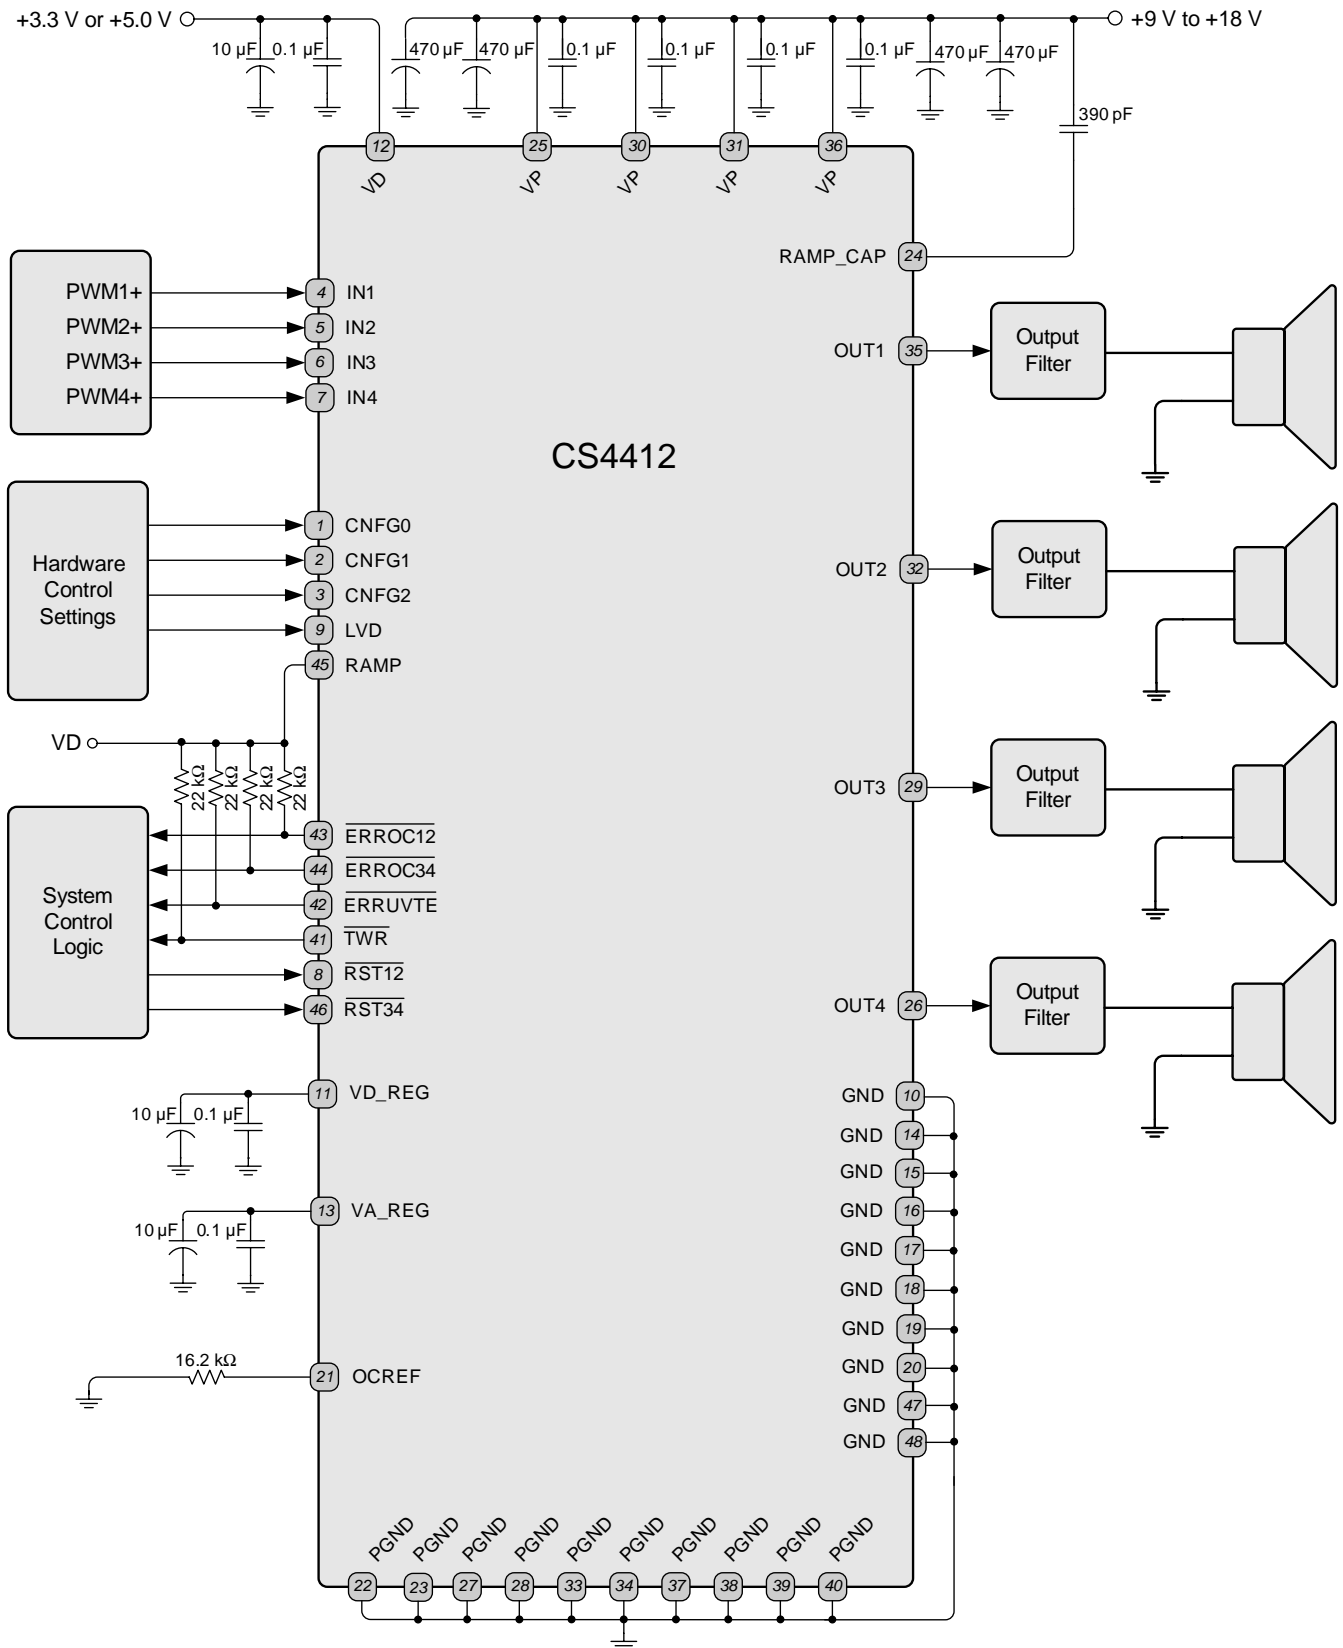 +3.3 V or +5.0 V
+9 V to +18 V
10 µF
0.1 µF
470 µF
470 µF
0.1 µF
0.1 µF
0.1 µF
0.1 µF
470 µF
470 µF
390 pF
12
25
30
31
36
VD
VP
VP
VP
VP
RAMP_CAP
24
PWM1+
4
IN1
PWM2+
5
IN2
PWM3+
6
IN3
PWM4+
7
IN4
OUT1
35
Output
Filter
CS4412
Hardware
Control
Settings
1
CNFG0
2
CNFG1
3
CNFG2
9
LVD
45
RAMP
OUT2
32
Output
Filter
VD
22 kΩ
22 kΩ
22 kΩ
22 kΩ
OUT3
29
Output
Filter
System
Control
Logic
43
ERROC12
44
ERROC34
42
ERRUVTE
41
TWR
8
RST12
46
RST34
OUT4
26
Output
Filter
10 µF
0.1 µF
11
VD_REG
10 µF
0.1 µF
13
VA_REG
16.2 kΩ
21
OCREF
GND
10
GND
14
GND
15
GND
16
GND
17
GND
18
GND
19
GND
20
GND
47
GND
48
PGND
PGND
PGND
PGND
PGND
PGND
PGND
PGND
PGND
PGND
22
23
27
28
33
34
37
38
39
40